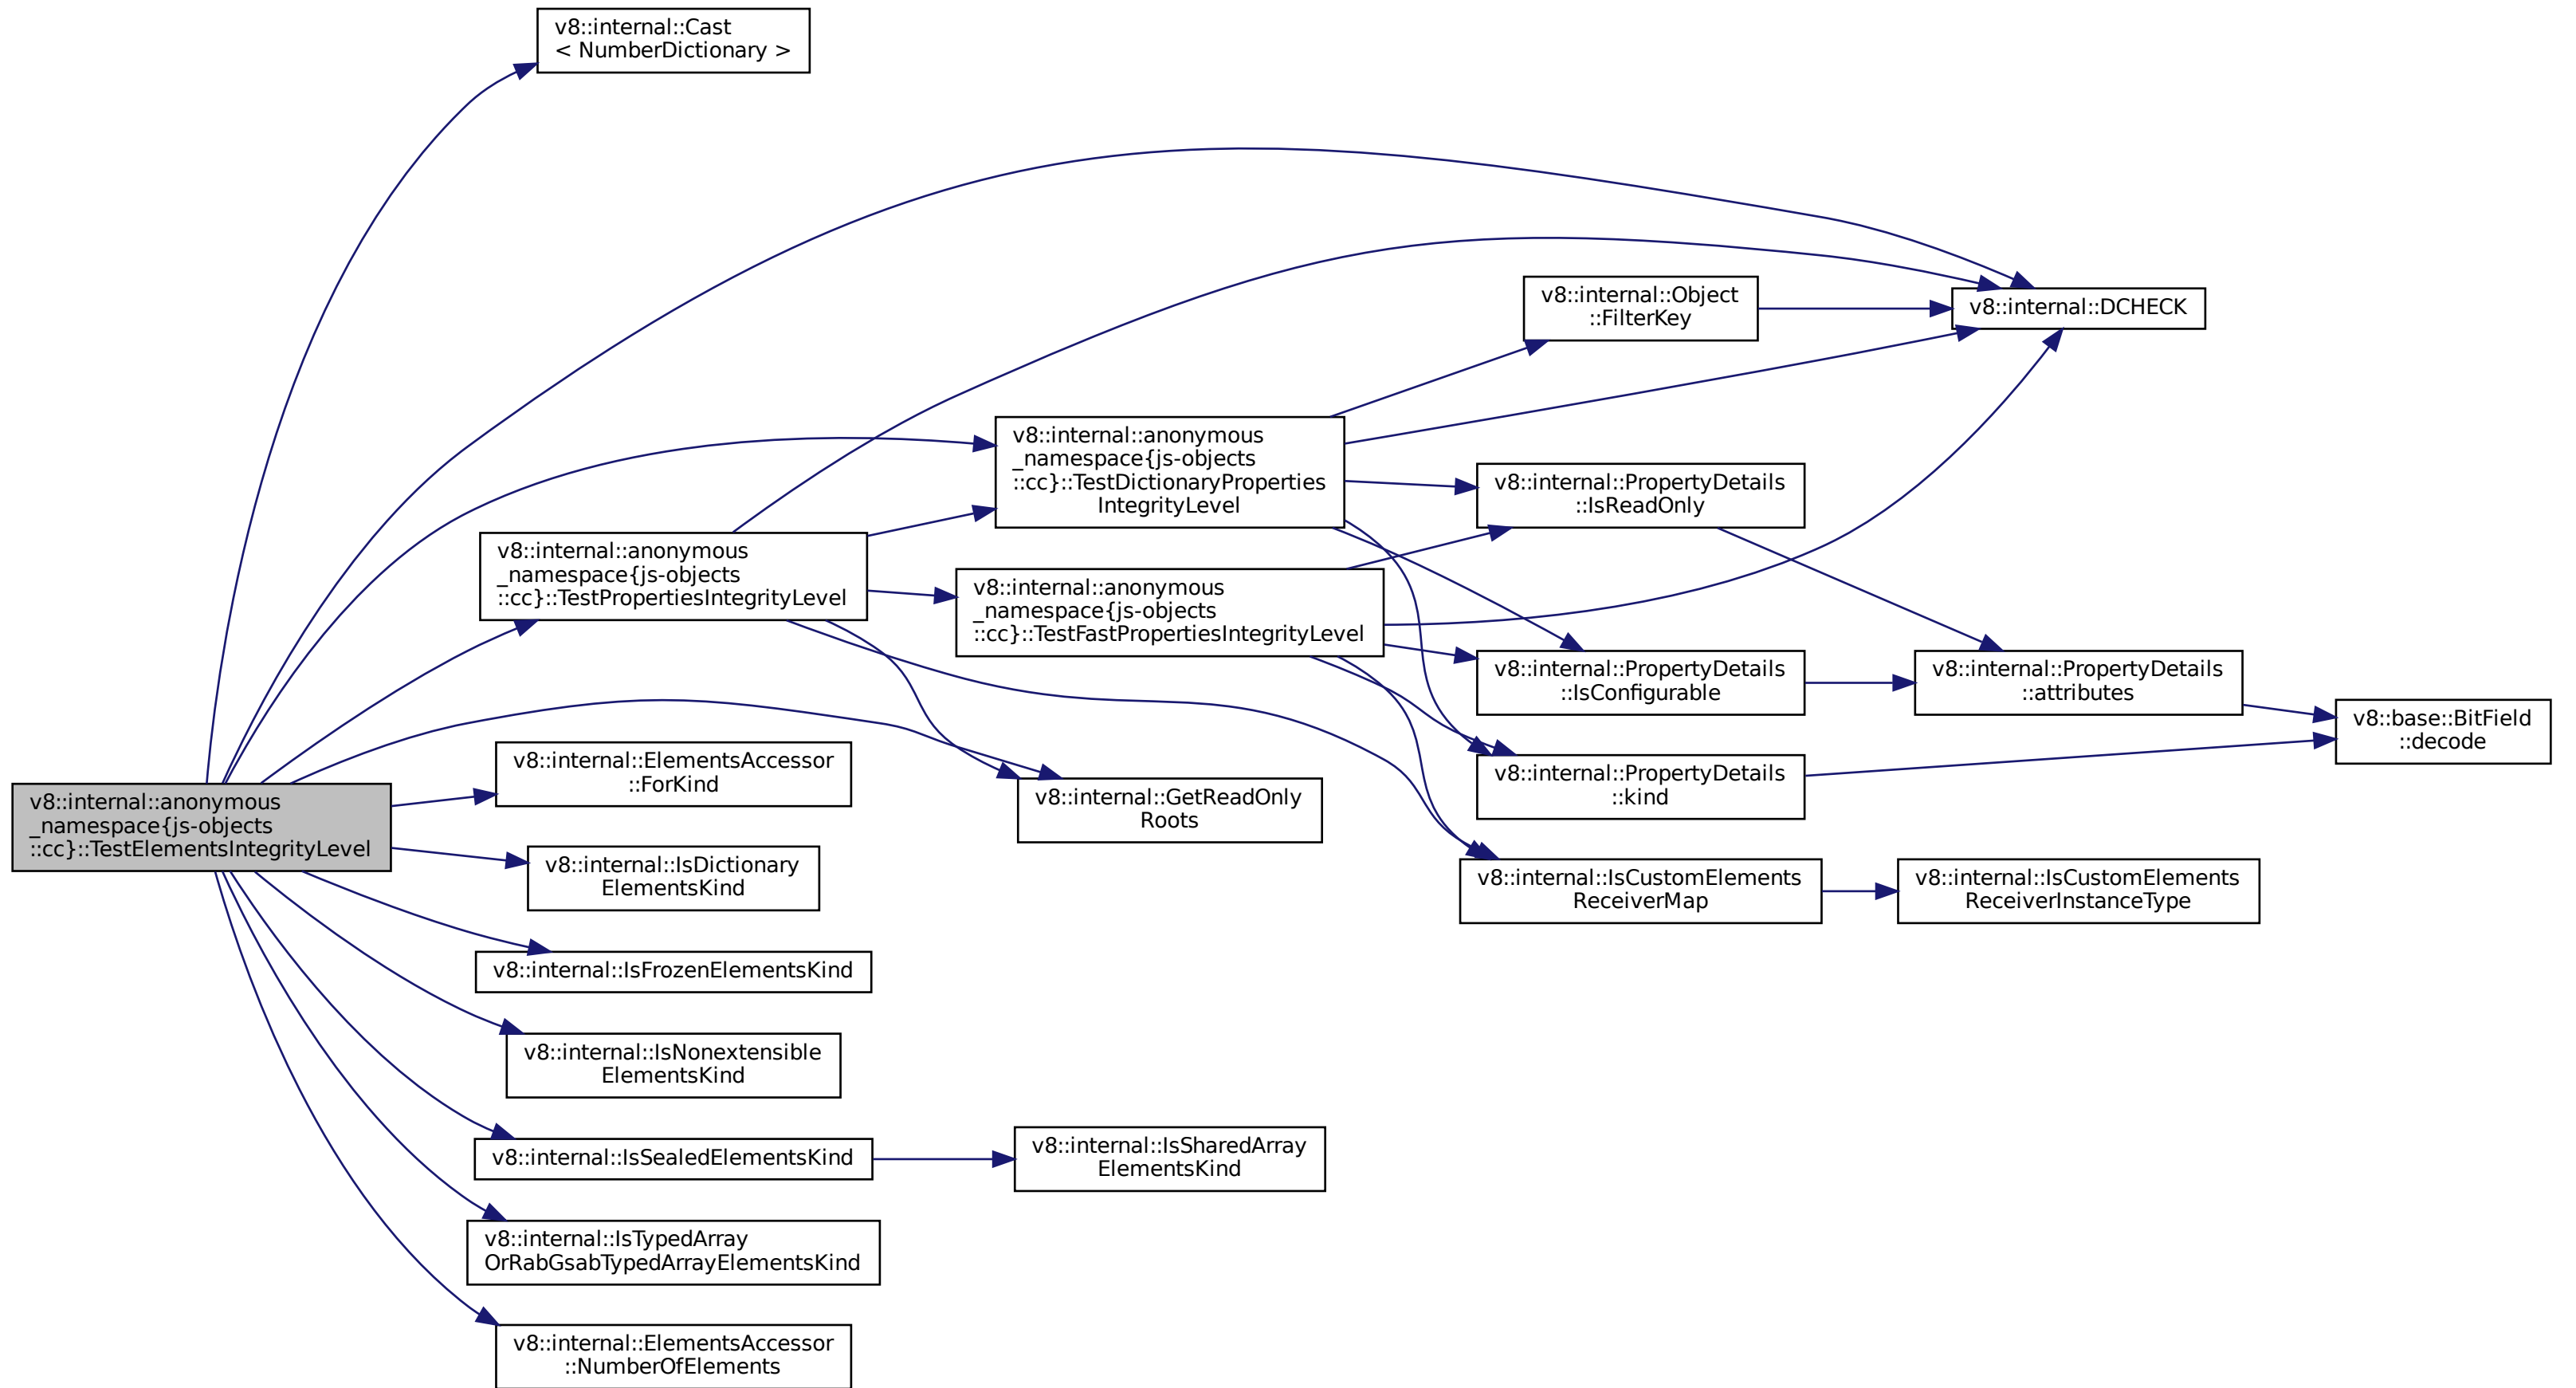 v8::internal::Cast
< NumberDictionary >
v8::internal::Object
::FilterKey
v8::internal::DCHECK
v8::internal::anonymous
_namespace{js-objects
::cc}::TestDictionaryProperties
IntegrityLevel
v8::internal::PropertyDetails
::IsReadOnly
v8::internal::anonymous
_namespace{js-objects
::cc}::TestPropertiesIntegrityLevel
v8::internal::anonymous
_namespace{js-objects
::cc}::TestFastPropertiesIntegrityLevel
v8::internal::PropertyDetails
::IsConfigurable
v8::internal::PropertyDetails
::attributes
v8::base::BitField
::decode
v8::internal::ElementsAccessor
::ForKind
v8::internal::PropertyDetails
::kind
v8::internal::GetReadOnly
Roots
v8::internal::anonymous
_namespace{js-objects
::cc}::TestElementsIntegrityLevel
v8::internal::IsDictionary
ElementsKind
v8::internal::IsCustomElements
ReceiverMap
v8::internal::IsCustomElements
ReceiverInstanceType
v8::internal::IsFrozenElementsKind
v8::internal::IsNonextensible
ElementsKind
v8::internal::IsSealedElementsKind
v8::internal::IsSharedArray
ElementsKind
v8::internal::IsTypedArray
OrRabGsabTypedArrayElementsKind
v8::internal::ElementsAccessor
::NumberOfElements